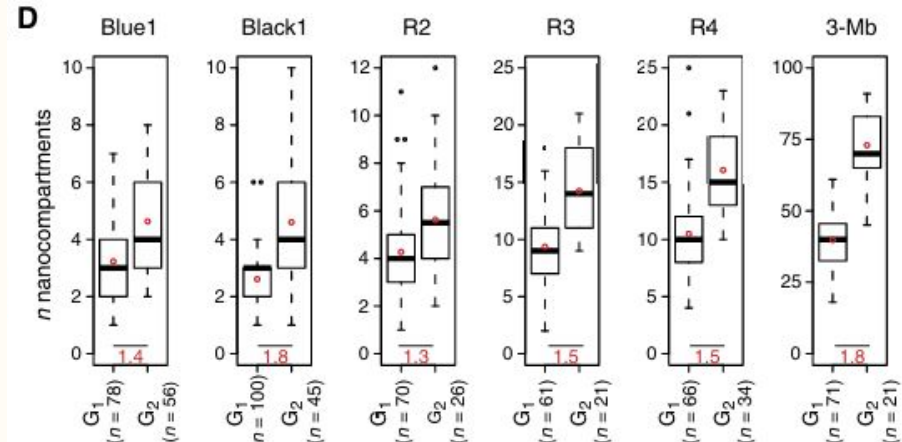 D
Blue1 Black1 R2 R3 R4 3-Mb
n nanocompartments
10 8 6 4 2 0
10 8 6 4 2 0
12 10 8 6 4 2 0
25 20 15 10 5 0
25 20 15 10 5 0
100 75 50 25 0
1.4 1.8 1.3 1.5 1.5 1.8
G1 (n = 78) G2 (n = 56)
G1 n = 100) G2 (n = 45)
G1 (n = 70) G2 (n = 26)
G1 (n = 61) G2 (n = 21)
G1 (n = 66) G2 (n = 34)
G1 (n = 71) G2 (n = 21)